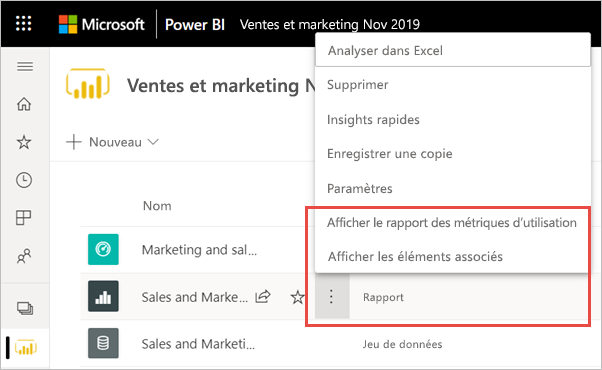 Microsoft Power BI Ventes et marketing Nov 2019
Analyser dans Excel
Ventes et marketing N
Supprimer
Insights rapides
Nouveau
Enregistrer une copie
Paramètres
Nom
Afficher le rapport des métriques d'utilisation
Marketing and sal...
Afficher les éléments associés
Sales and Marke... Rapport
Sales and Marketi... Jeu de données